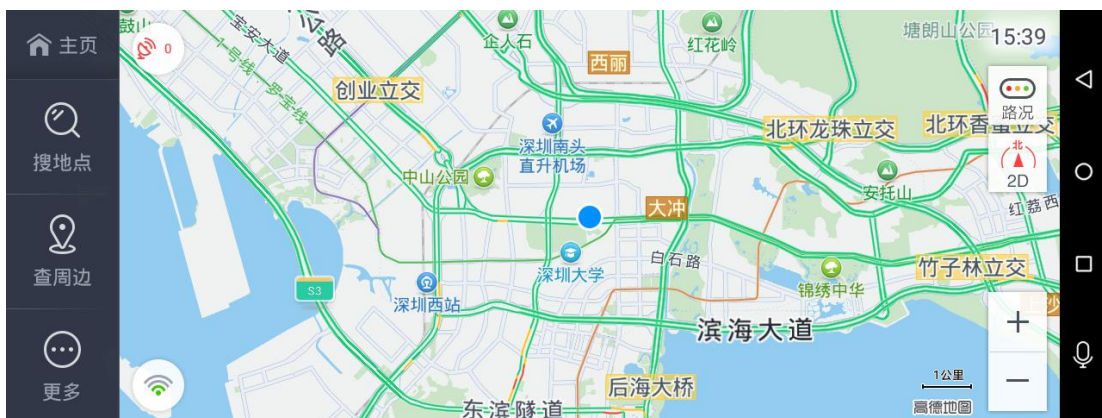 主页
搜地点
查周边
更多
鼓山
0
宝安大道
公路
企人石
红花岭
塘朗山公园
15:39
一号线-罗宝线
创业立交
西丽
路况
深圳南头
直升机场
北环龙珠立交
北环香蜜立交
北
2D
中山公园
安托山
大冲
红荔西
深圳大学
白石路
竹子林立交
S3
深圳西站
锦绣中华
滨海大道
后海大桥
东滨隧道
1公里
高德地图